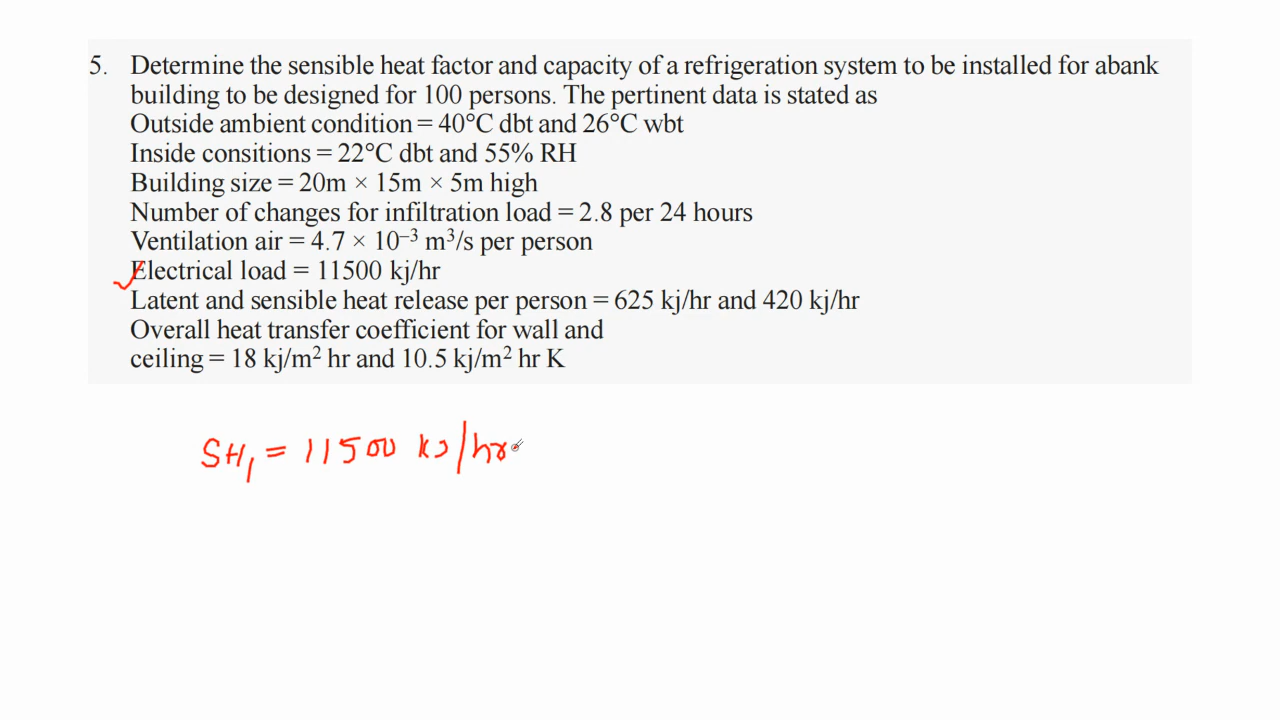 5. Determine the sensible heat factor and capacity of a refrigeration system to be installed for abank
building to be designed for 100 persons. The pertinent data is stated as
Outside ambient condition = 40°C dbt and 26°C wbt
Inside consitions = 22°C dbt and 55% RH
Building size = 20m × 15m × 5m high
Number of changes for infiltration load = 2.8 per 24 hours
Ventilation air = 4.7 × 10⁻³ m³/s per person
Electrical load = 11500 kj/hr
Latent and sensible heat release per person = 625 kj/hr and 420 kj/hr
Overall heat transfer coefficient for wall and
ceiling = 18 kj/m² hr and 10.5 kj/m² hr K
SH₁ = 11500 kJ/hr